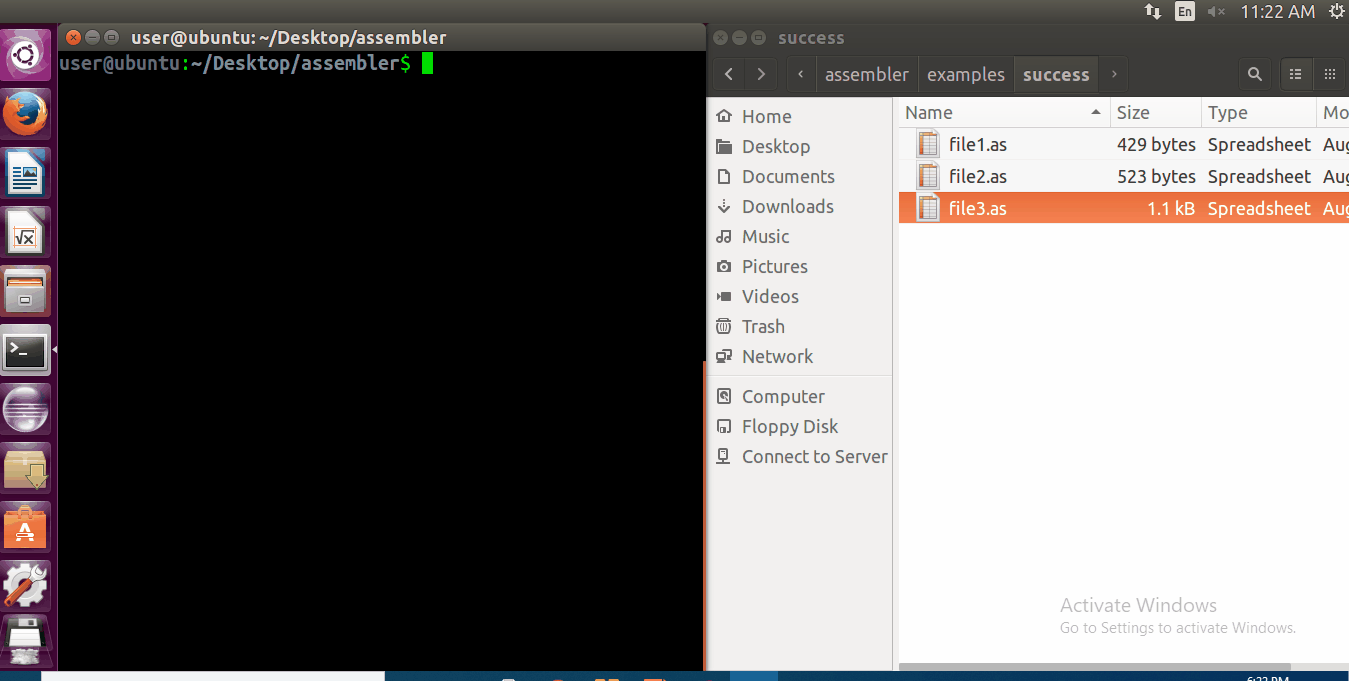 En 11:22 AM
user@ubuntu: ~/Desktop/assembler
user@ubuntu:~/Desktop/assembler$
success
assembler examples success
Home
Desktop
Documents
Downloads
Music
Pictures
Videos
Trash
Network
Computer
Floppy Disk
Connect to Server
Name Size Type Mo
file1.as 429 bytes Spreadsheet Aug
file2.as 523 bytes Spreadsheet Aug
file3.as 1.1 kB Spreadsheet Aug
Activate Windows
Go to Settings to activate Windows.
6:22 PM